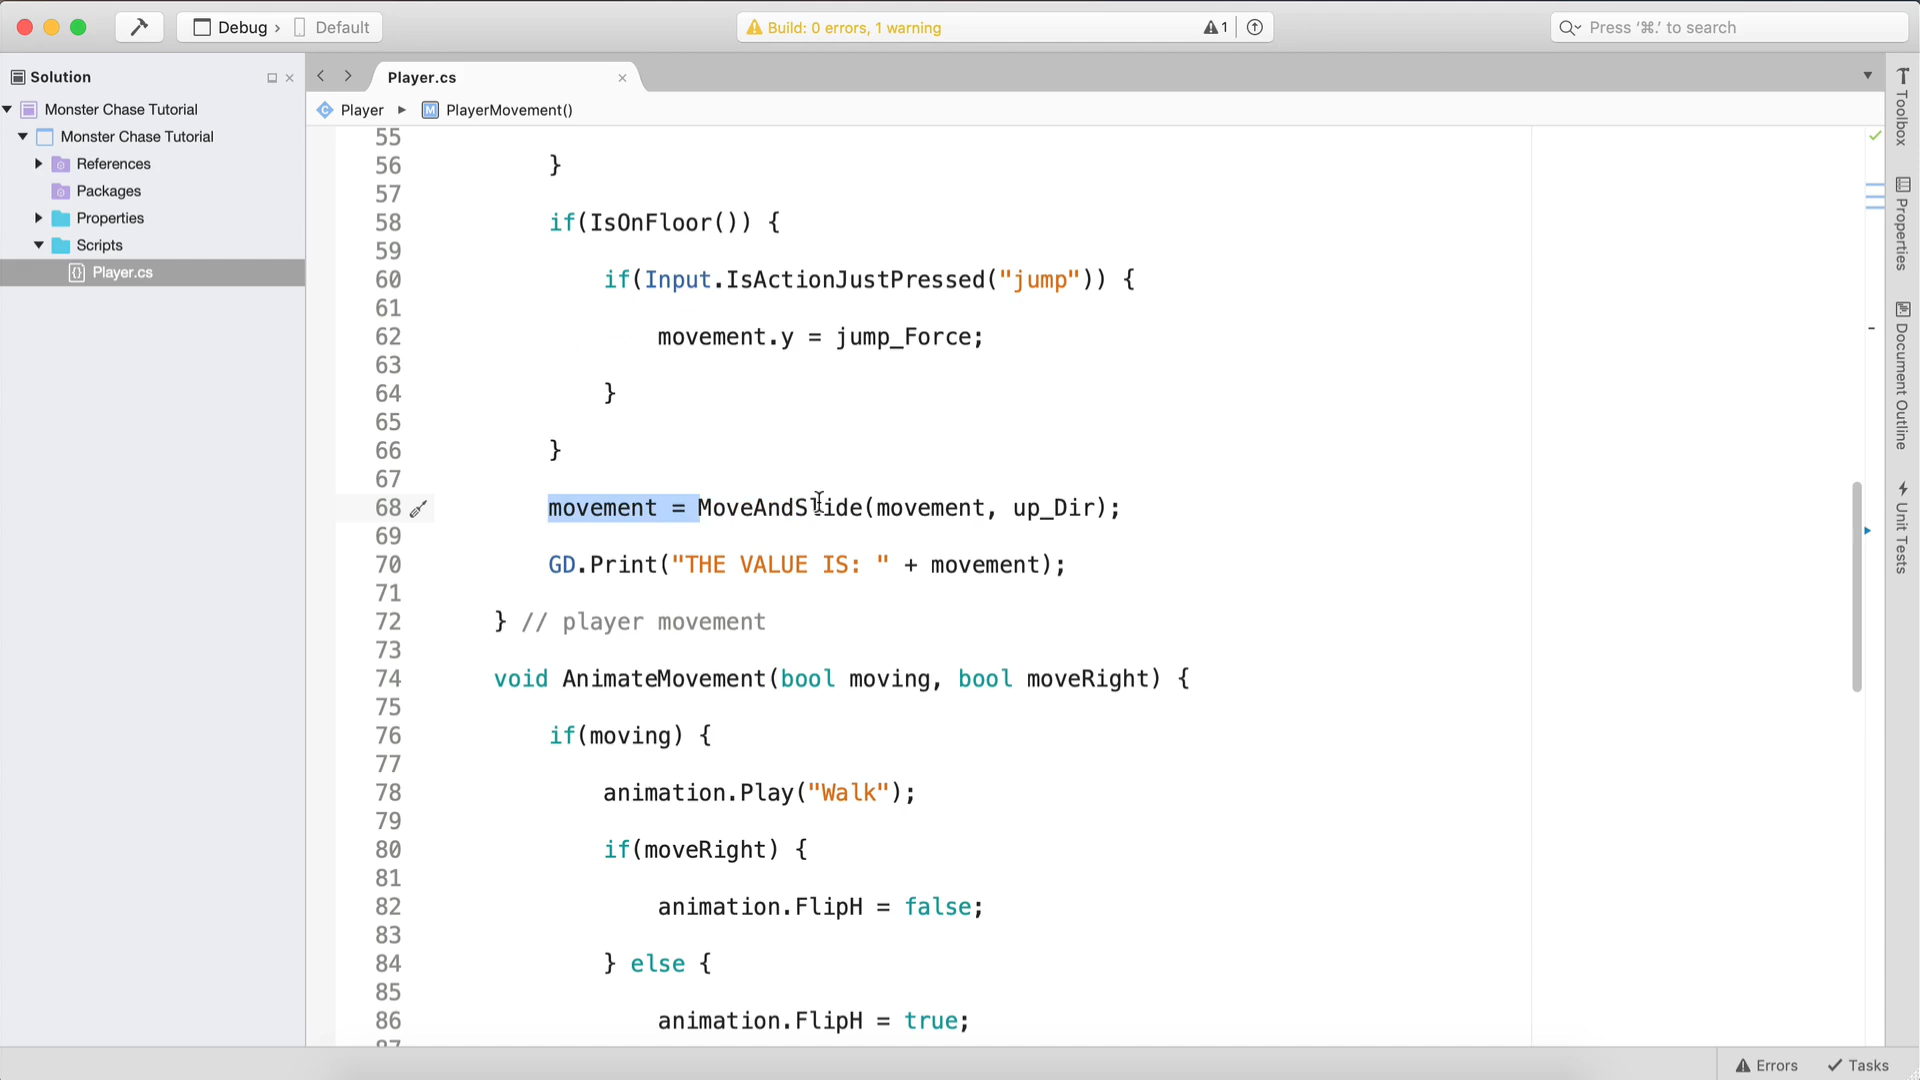 Debug › Default
Build: 0 errors, 1 warning
1
Press '⌘.' to search
Solution
Monster Chase Tutorial
Monster Chase Tutorial
References
Packages
Properties
Scripts
Player.cs
Player.cs
Player
PlayerMovement()
55
56 }
57
58 if(IsOnFloor()) {
59
60 if(Input.IsActionJustPressed("jump")) {
61
62 movement.y = jump_Force;
63
64 }
65
66 }
67
68 movement = MoveAndSlide(movement, up_Dir);
69
70 GD.Print("THE VALUE IS: " + movement);
71
72 } // player movement
73
74 void AnimateMovement(bool moving, bool moveRight) {
75
76 if(moving) {
77
78 animation.Play("Walk");
79
80 if(moveRight) {
81
82 animation.FlipH = false;
83
84 } else {
85
86 animation.FlipH = true;
87
Toolbox
Properties
Document Outline
Unit Tests
Errors
Tasks